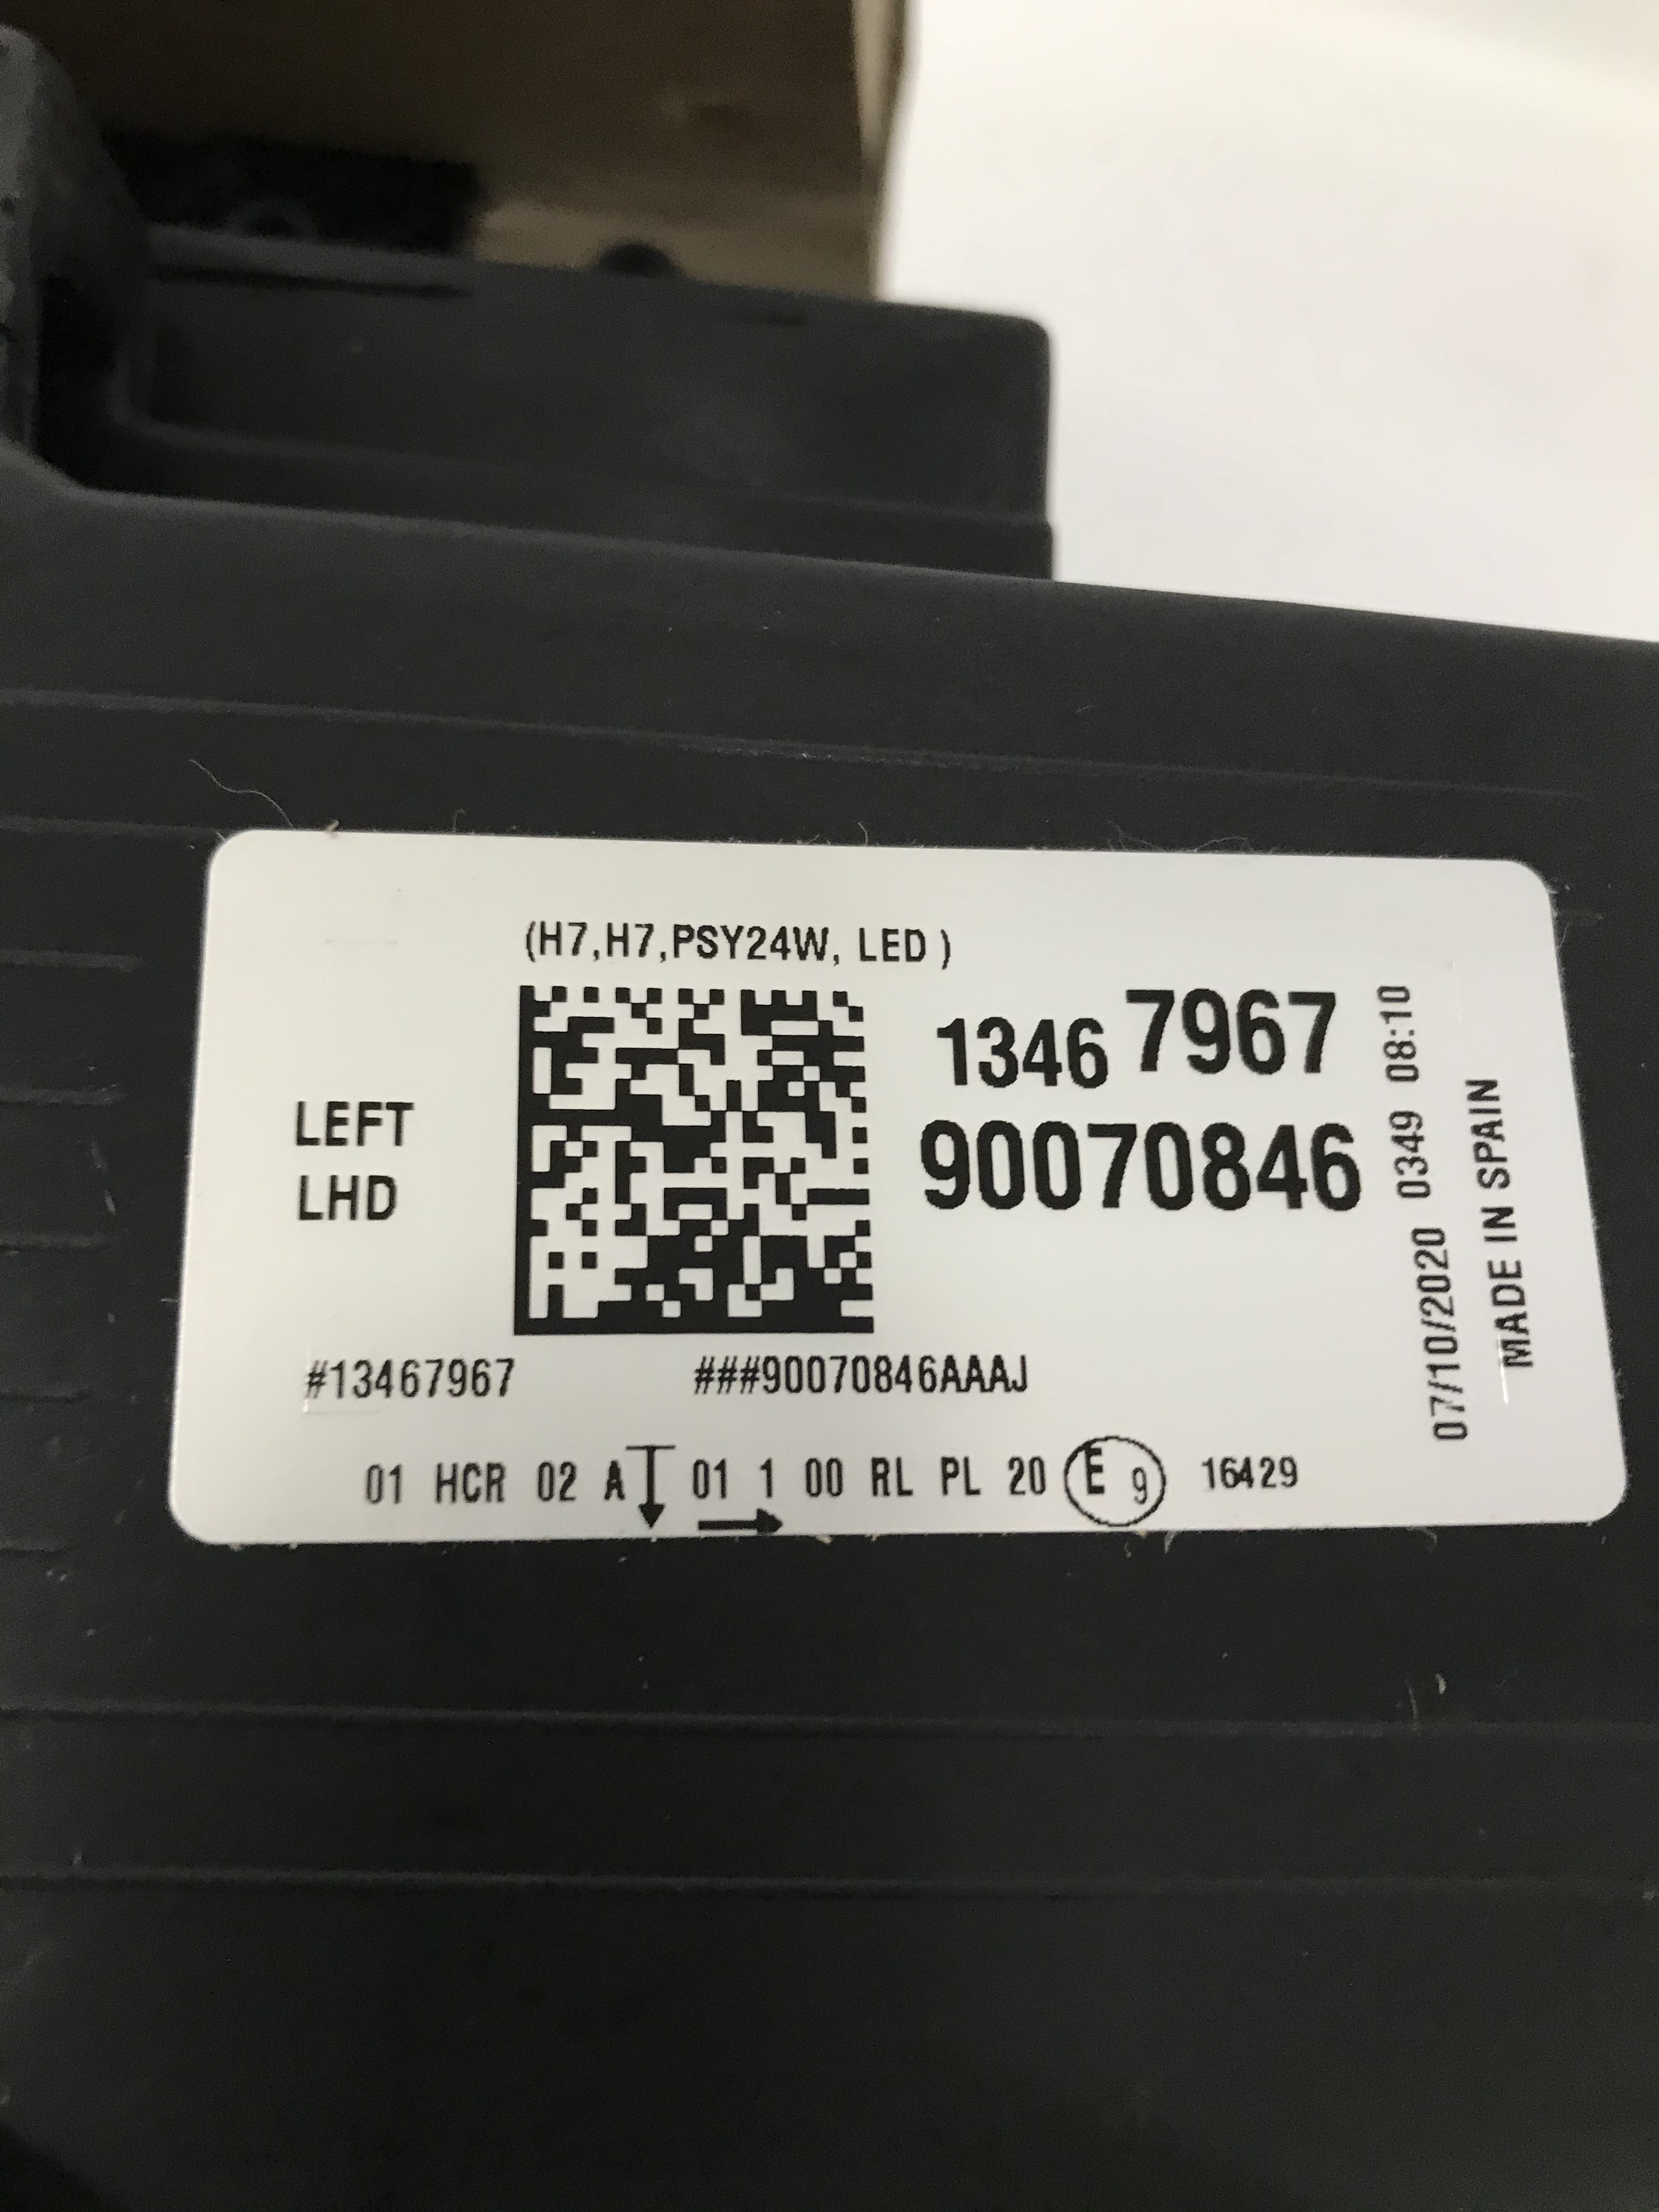 (H7,H7,PSY24W, LED )
1346 7967
90070846
LEFT
LHD
#13467967 ###90070846AAAJ
01 HCR 02 A 01 1 00 RL PL 20 E 9 16429
07/10/2020 0349 08:10
MADE IN SPAIN